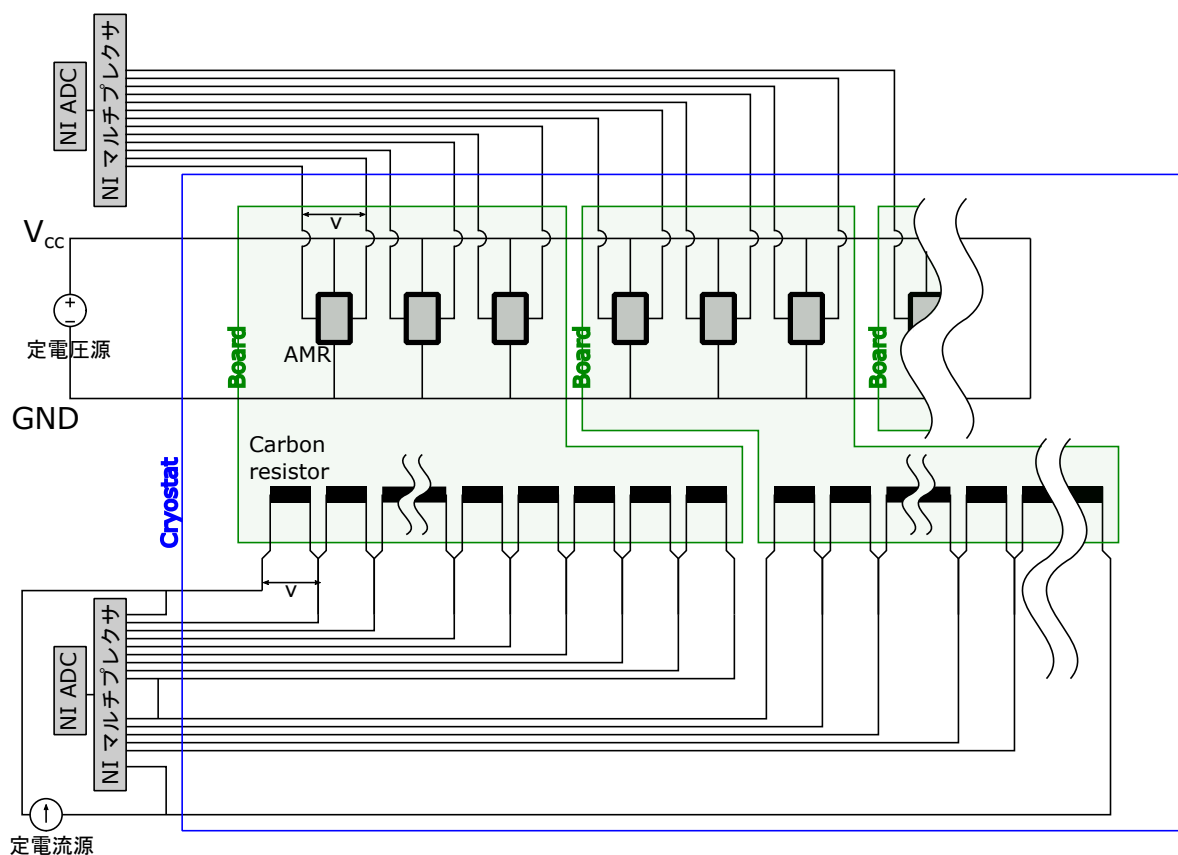 NI ADC
NI マルチプレクサ
V
Vcc
定電圧源
GND
Board
AMR
Board
Board
Carbon
resistor
Cryostat
V
NI ADC
NI マルチプレクサ
定電流源